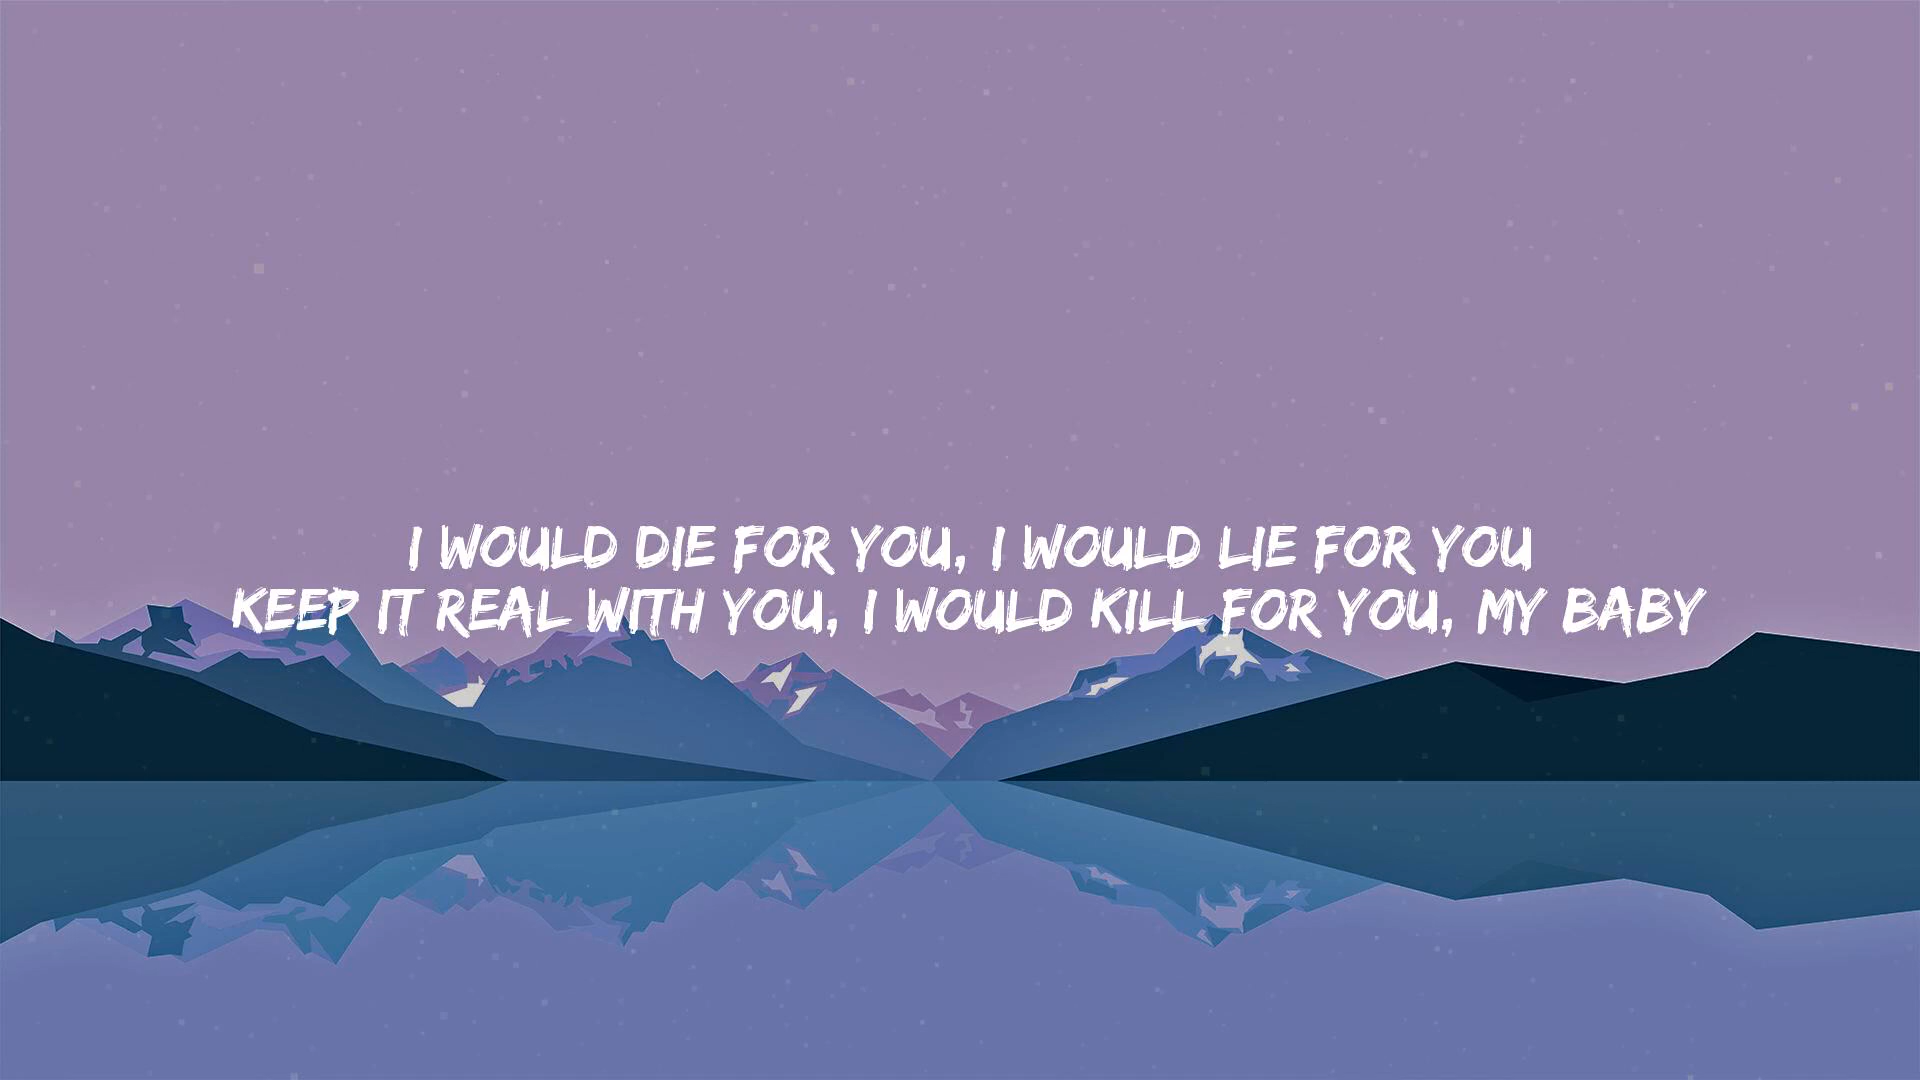 I WOULD DIE FOR YOU, I WOULD LIE FOR YOU
KEEP IT REAL WITH YOU, I WOULD KILL FOR YOU, MY BABY